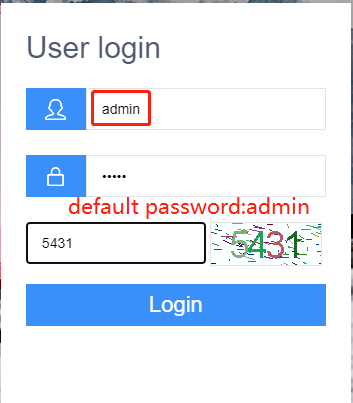 User login
admin
•••••
default password:admin
5431
5431
Login